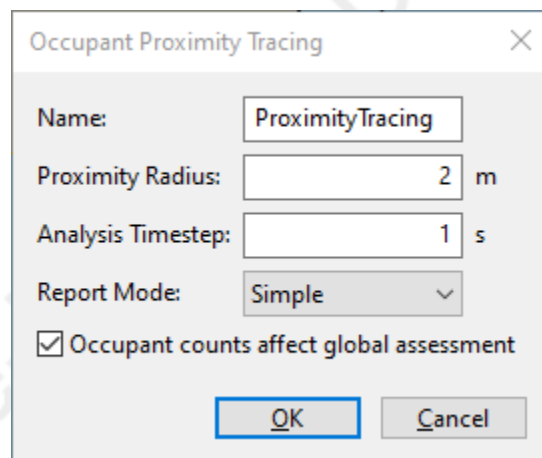 Occupant Proximity Tracing
Name: ProximityTracing
Proximity Radius: 2 m
Analysis Timestep: 1 s
Report Mode: Simple
Occupant counts affect global assessment
OK Cancel